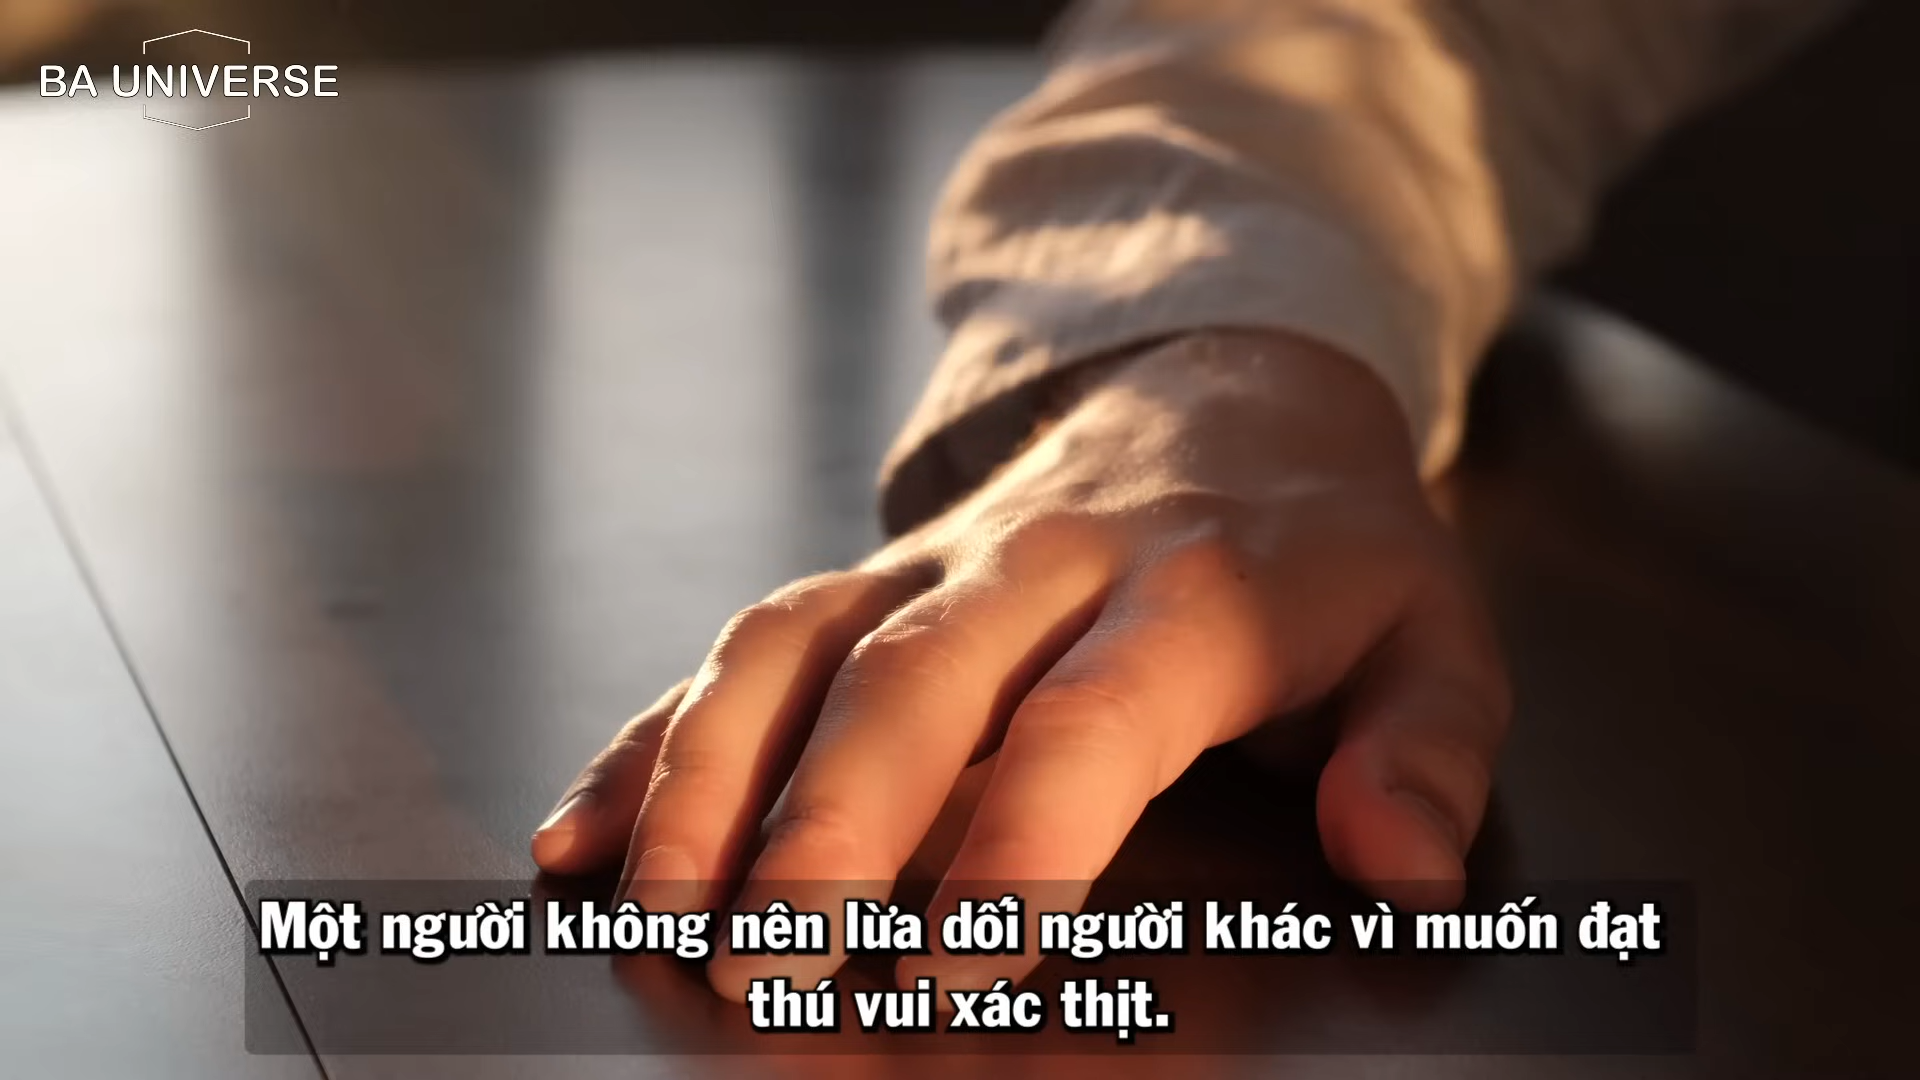 BA UNIVERSE
Một người không nên lừa dối người khác vì muốn đạt
thú vui xác thịt.